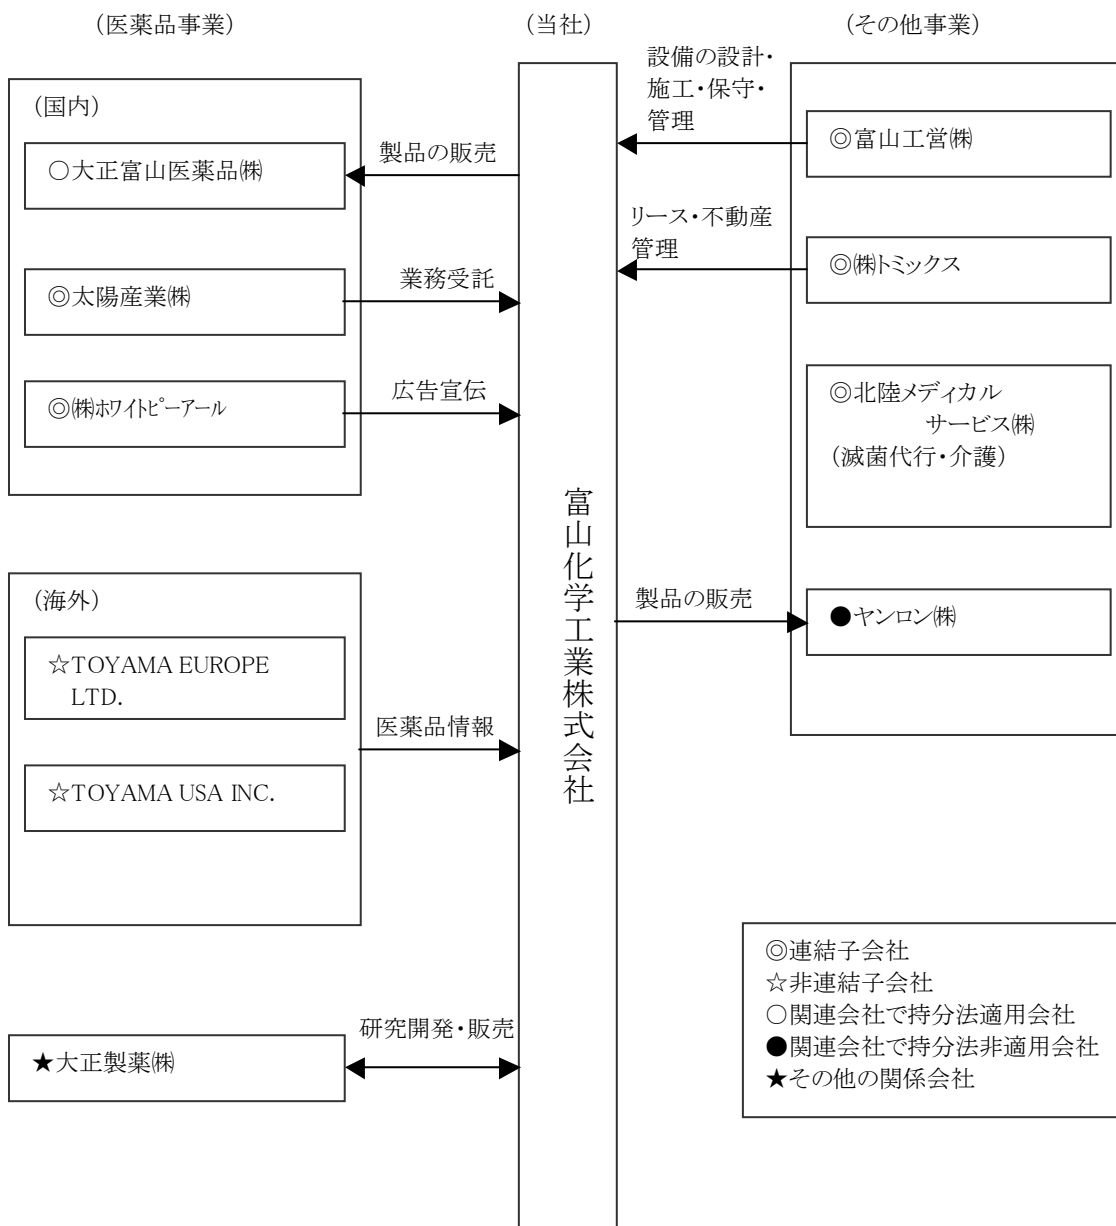 (医薬品事業)
(当社)
(その他事業)
(国内)
○大正富山医薬品㈱
製品の販売
◎太陽産業㈱
業務受託
◎㈱ホワイトピーアール
広告宣伝
(海外)
☆TOYAMA EUROPE
LTD.
☆TOYAMA USA INC.
医薬品情報
★大正製薬㈱
研究開発・販売
富山化学工業株式会社
設備の設計・
施工・保守・
管理
◎富山工営㈱
リース・不動産
管理
◎㈱トミックス
◎北陸メディカル
サービス㈱
(滅菌代行・介護)
製品の販売
●ヤンロン㈱
◎連結子会社
☆非連結子会社
○関連会社で持分法適用会社
●関連会社で持分法非適用会社
★その他の関係会社